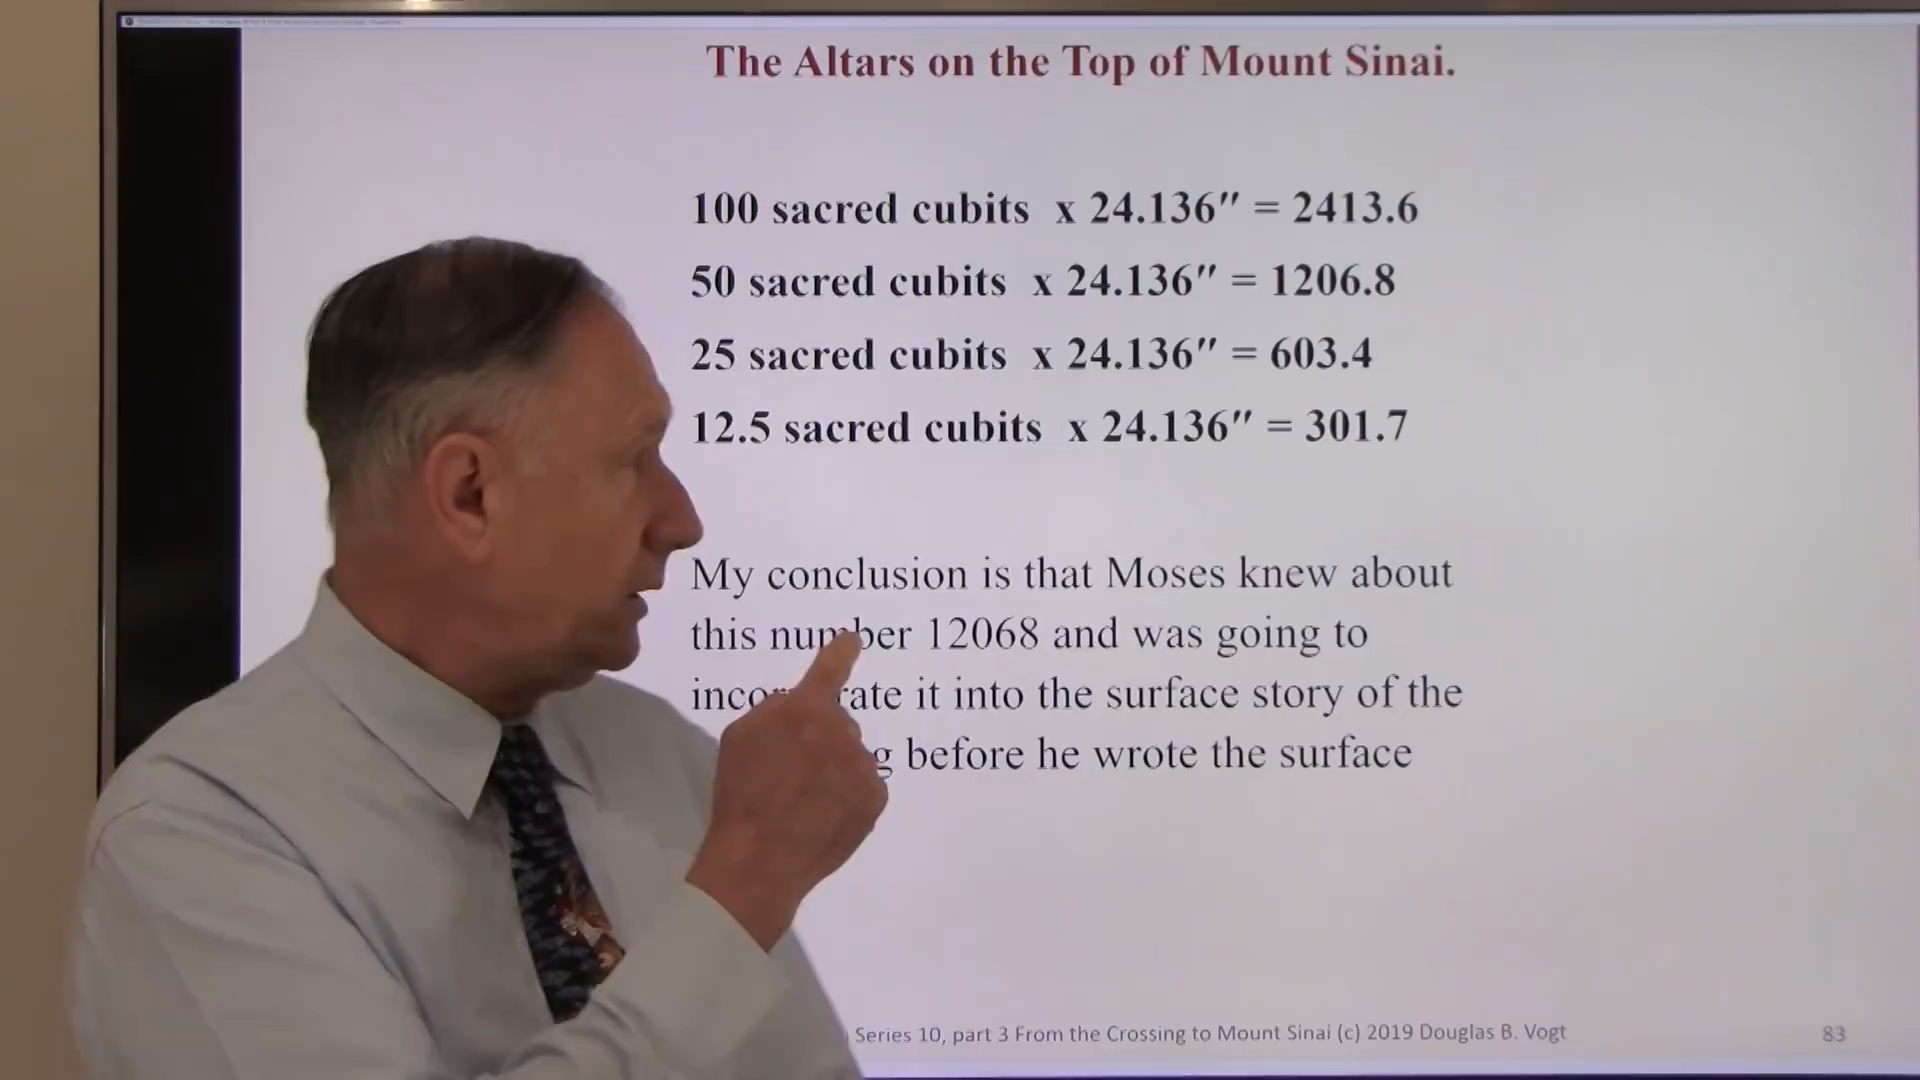 The Altars on the Top of Mount Sinai.
100 sacred cubits x 24.136″ = 2413.6
50 sacred cubits x 24.136″ = 1206.8
25 sacred cubits x 24.136″ = 603.4
12.5 sacred cubits x 24.136″ = 301.7
My conclusion is that Moses knew about
this number 12068 and was going to
it into the surface story of the
before he wrote the surface
Series 10, part 3 From the Crossing to Mount Sinai (c) 2019 Douglas B. Vogt
83